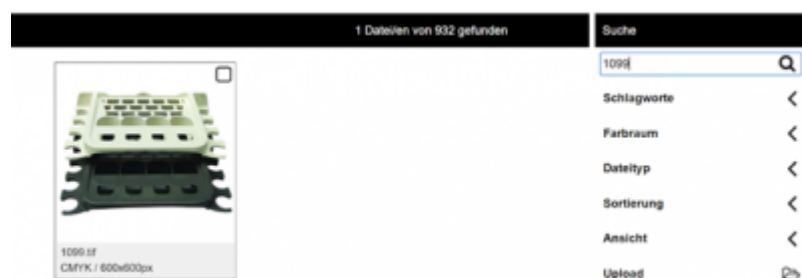 1 Datei/en von 932 gefunden
Suche
1099
Schlagworte
Farbraum
Dateityp
Sortierung
Ansicht
Upload
1099.tif
CMYK / 600x600px